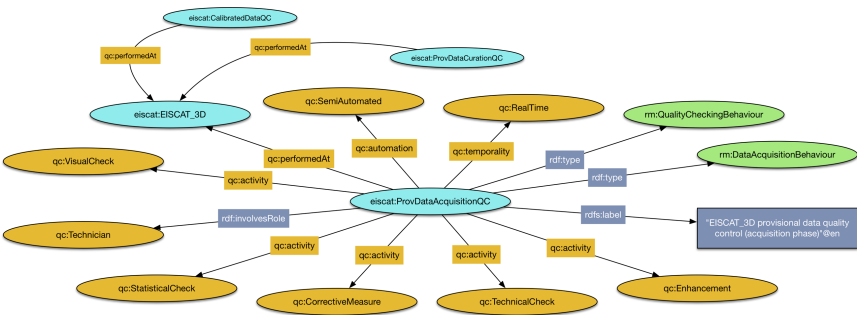 eiscat:CalibratedDataQC
qc:performedAt
qc:performedAt
eiscat:ProvDataCurationQC
eiscat:EISCAT_3D
qc:SemiAutomated
qc:RealTime
rm:QualityCheckingBehaviour
qc:automation
qc:temporality
rm:DataAcquisitionBehaviour
qc:VisualCheck
qc:performedAt
rdf:type
rdf:type
qc:activity
eiscat:ProvDataAcquisitionQC
rdf:involvesRole
rdfs:label
"EISCAT_3D provisional data quality
control (acquisition phase)"@en
qc:Technician
qc:activity
qc:activity
qc:activity
qc:activity
qc:StatisticalCheck
qc:CorrectiveMeasure
qc:TechnicalCheck
qc:Enhancement